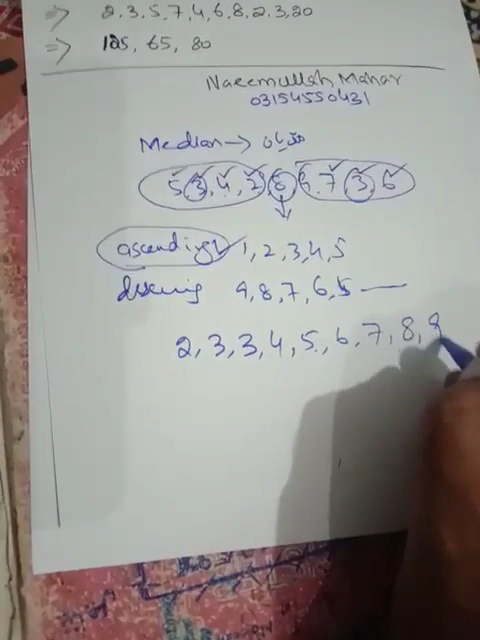 => 2,3,5,7,4,6,8,2,3,20
=> 125, 65, 80
Naeemullah Mahar
03154550431
Median → درمیان
5,3,4,2,8,6,7,3,6
ascending 1,2,3,4,5
9,8,7,6,5 —
2,3,3,4,5,6,7,8,8